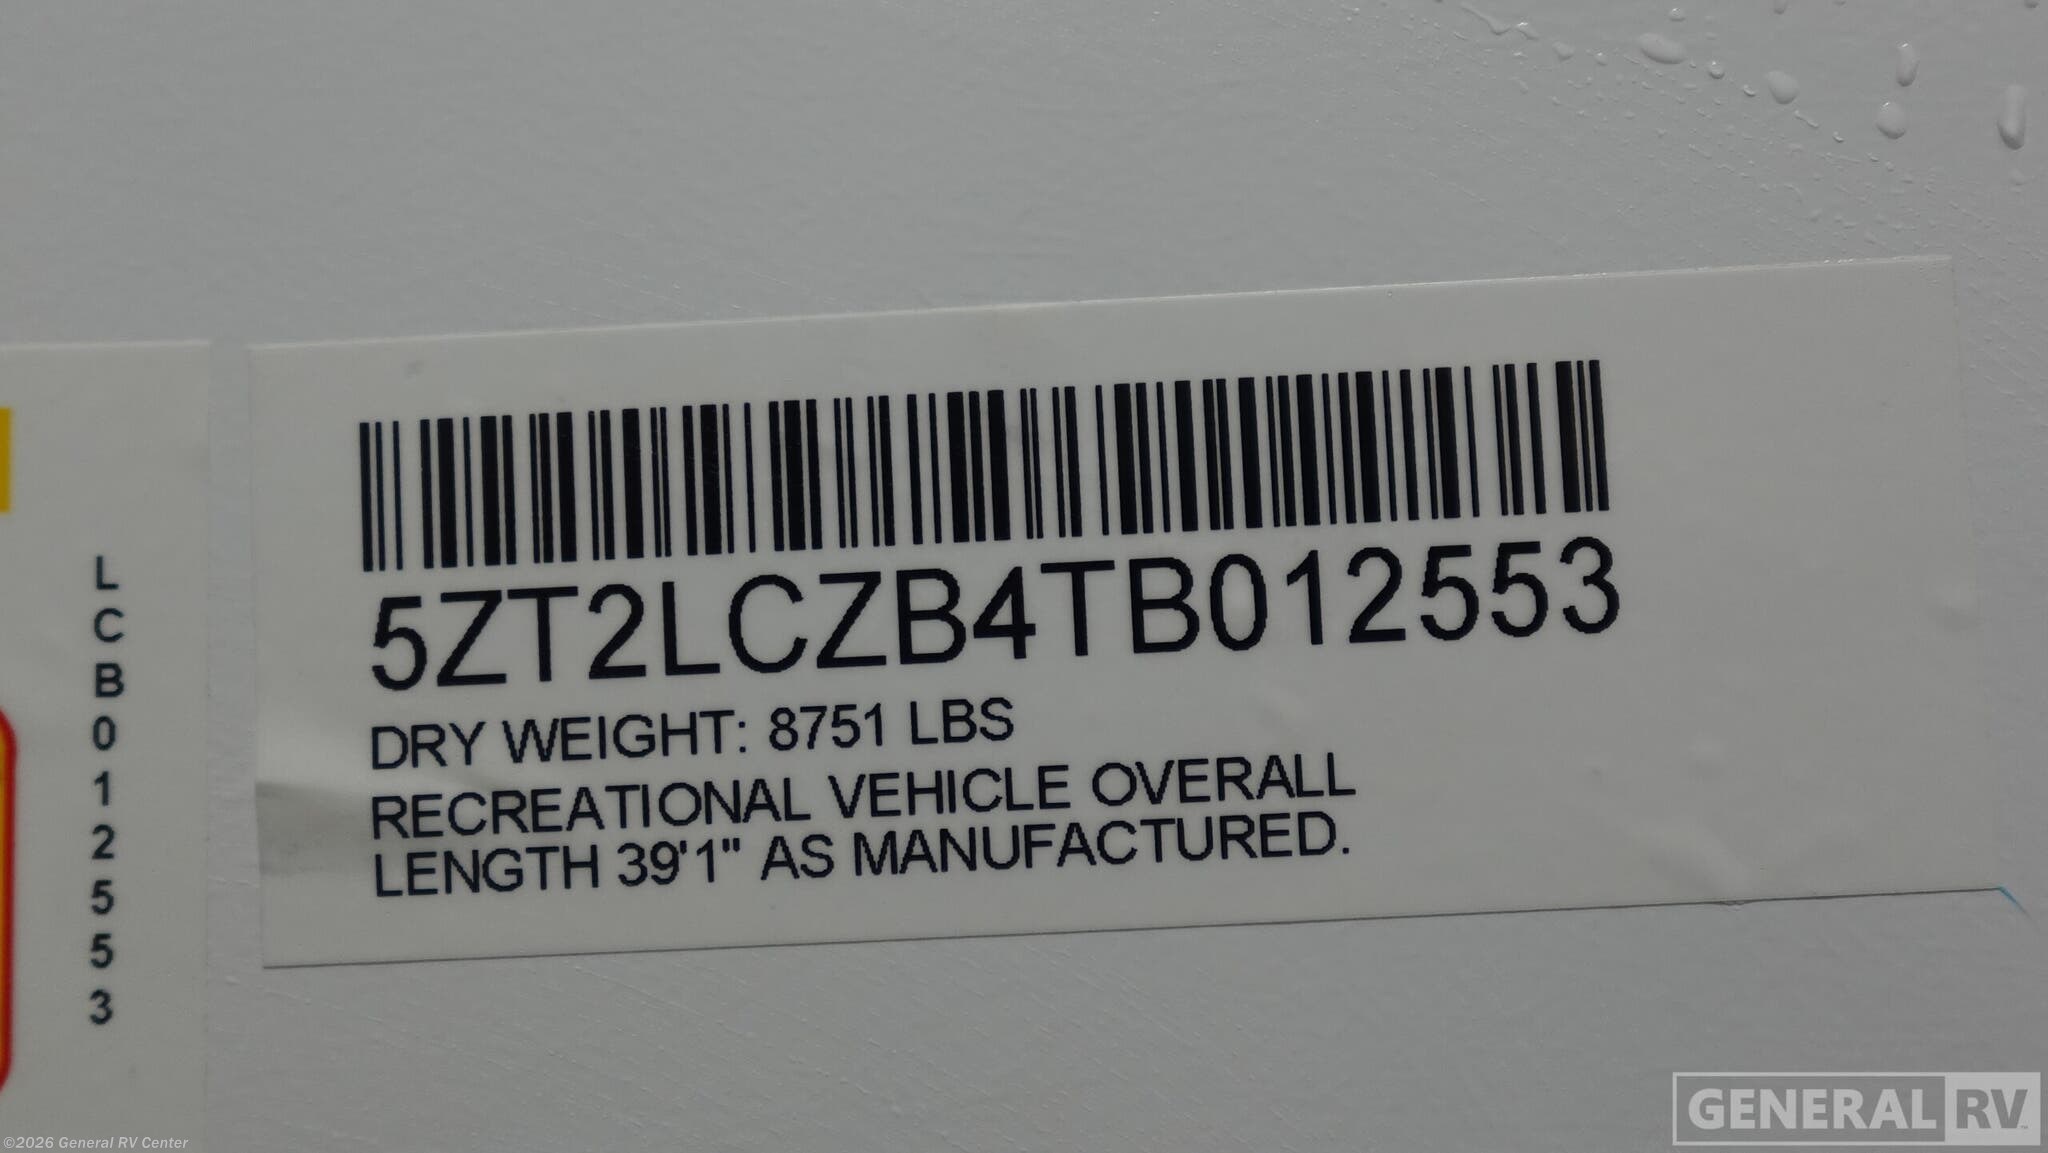 5ZT2LCZB4TB012553
DRY WEIGHT: 8751 LBS
RECREATIONAL VEHICLE OVERALL
LENGTH 39'1" AS MANUFACTURED.
LCB012553
GENERAL RV
©2026 General RV Center